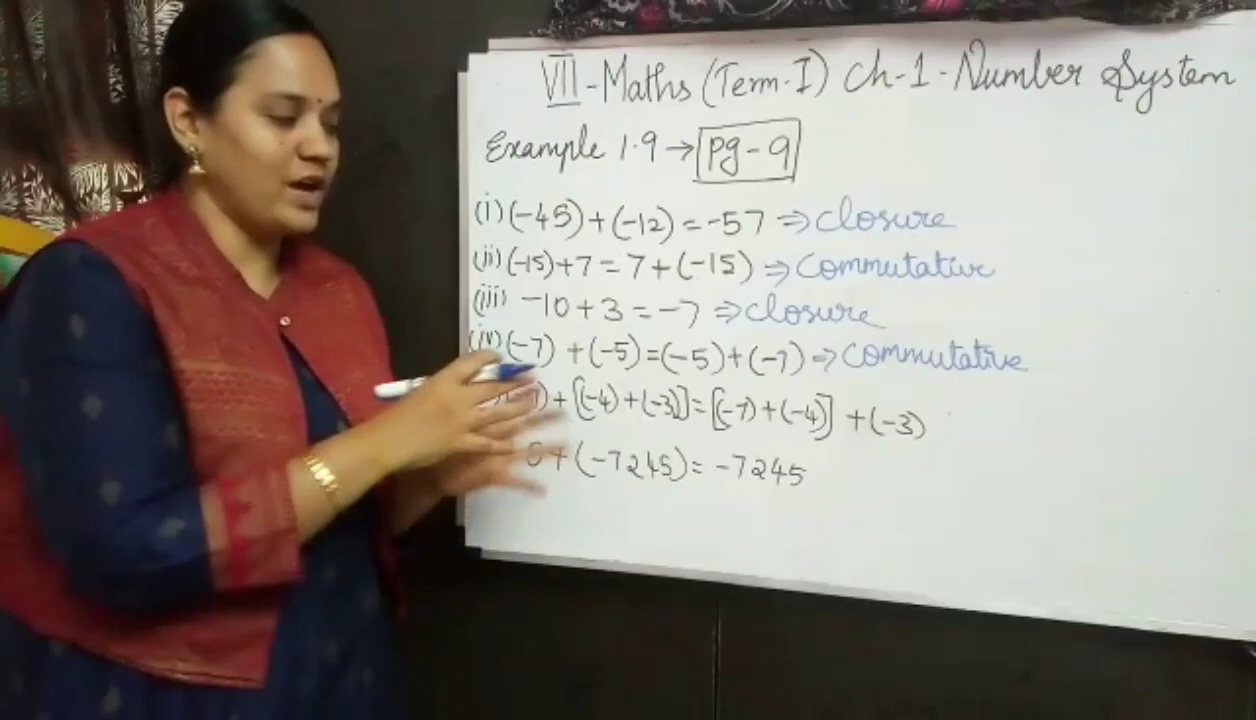 VII - Maths (Term-I) Ch-1 - Number System
Example 1.9 → pg - 9
(i) (-45) + (-12) = -57 ⇒ closure
(ii) (-15) + 7 = 7 + (-15) ⇒ commutative
(iii) -10 + 3 = -7 ⇒ closure
(iv) (-7) + (-5) = (-5) + (-7) ⇒ commutative
+ [(-4) + (-3)] = [(-7) + (-4)] + (-3)
0 + (-7245) = -7245